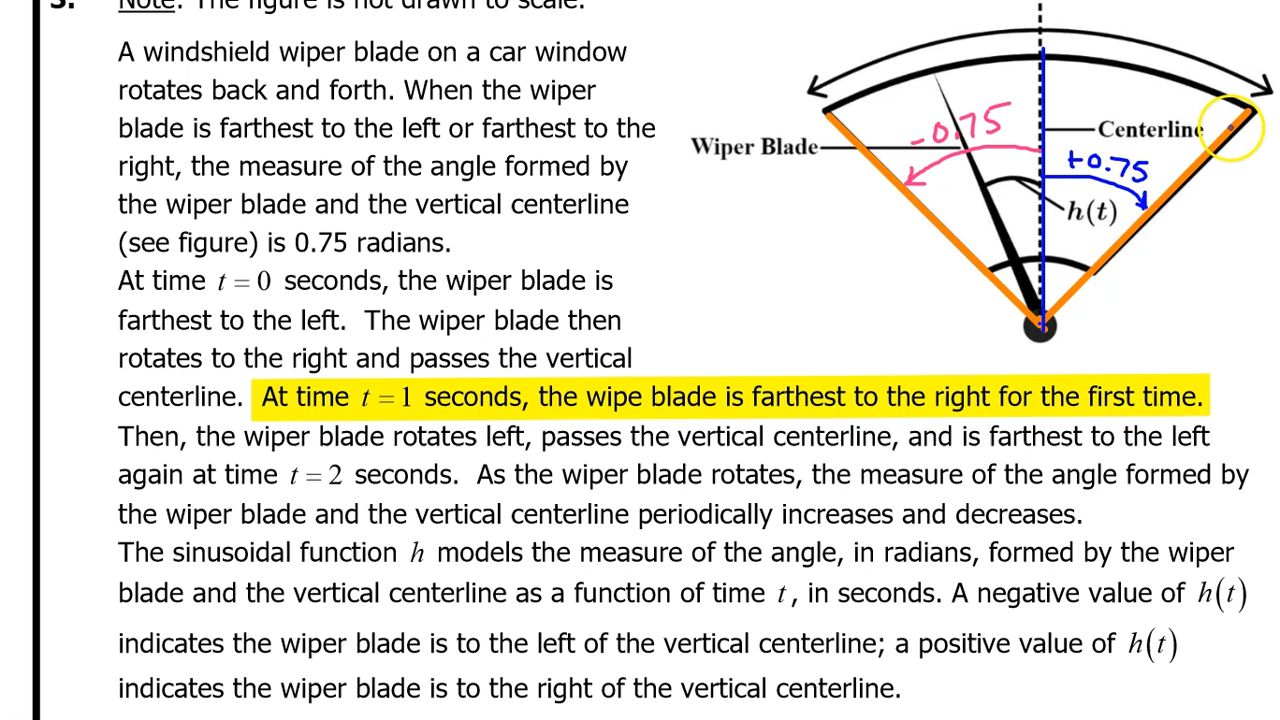 3. Note: The figure is not drawn to scale.
A windshield wiper blade on a car window
rotates back and forth. When the wiper
blade is farthest to the left or farthest to the
right, the measure of the angle formed by
the wiper blade and the vertical centerline
(see figure) is 0.75 radians.
At time t = 0 seconds, the wiper blade is
farthest to the left. The wiper blade then
rotates to the right and passes the vertical
centerline. At time t = 1 seconds, the wipe blade is farthest to the right for the first time.
Then, the wiper blade rotates left, passes the vertical centerline, and is farthest to the left
again at time t = 2 seconds. As the wiper blade rotates, the measure of the angle formed by
the wiper blade and the vertical centerline periodically increases and decreases.
The sinusoidal function h models the measure of the angle, in radians, formed by the wiper
blade and the vertical centerline as a function of time t, in seconds. A negative value of h(t)
indicates the wiper blade is to the left of the vertical centerline; a positive value of h(t)
indicates the wiper blade is to the right of the vertical centerline.
-0.75
Centerline
Wiper Blade
+0.75
h(t)